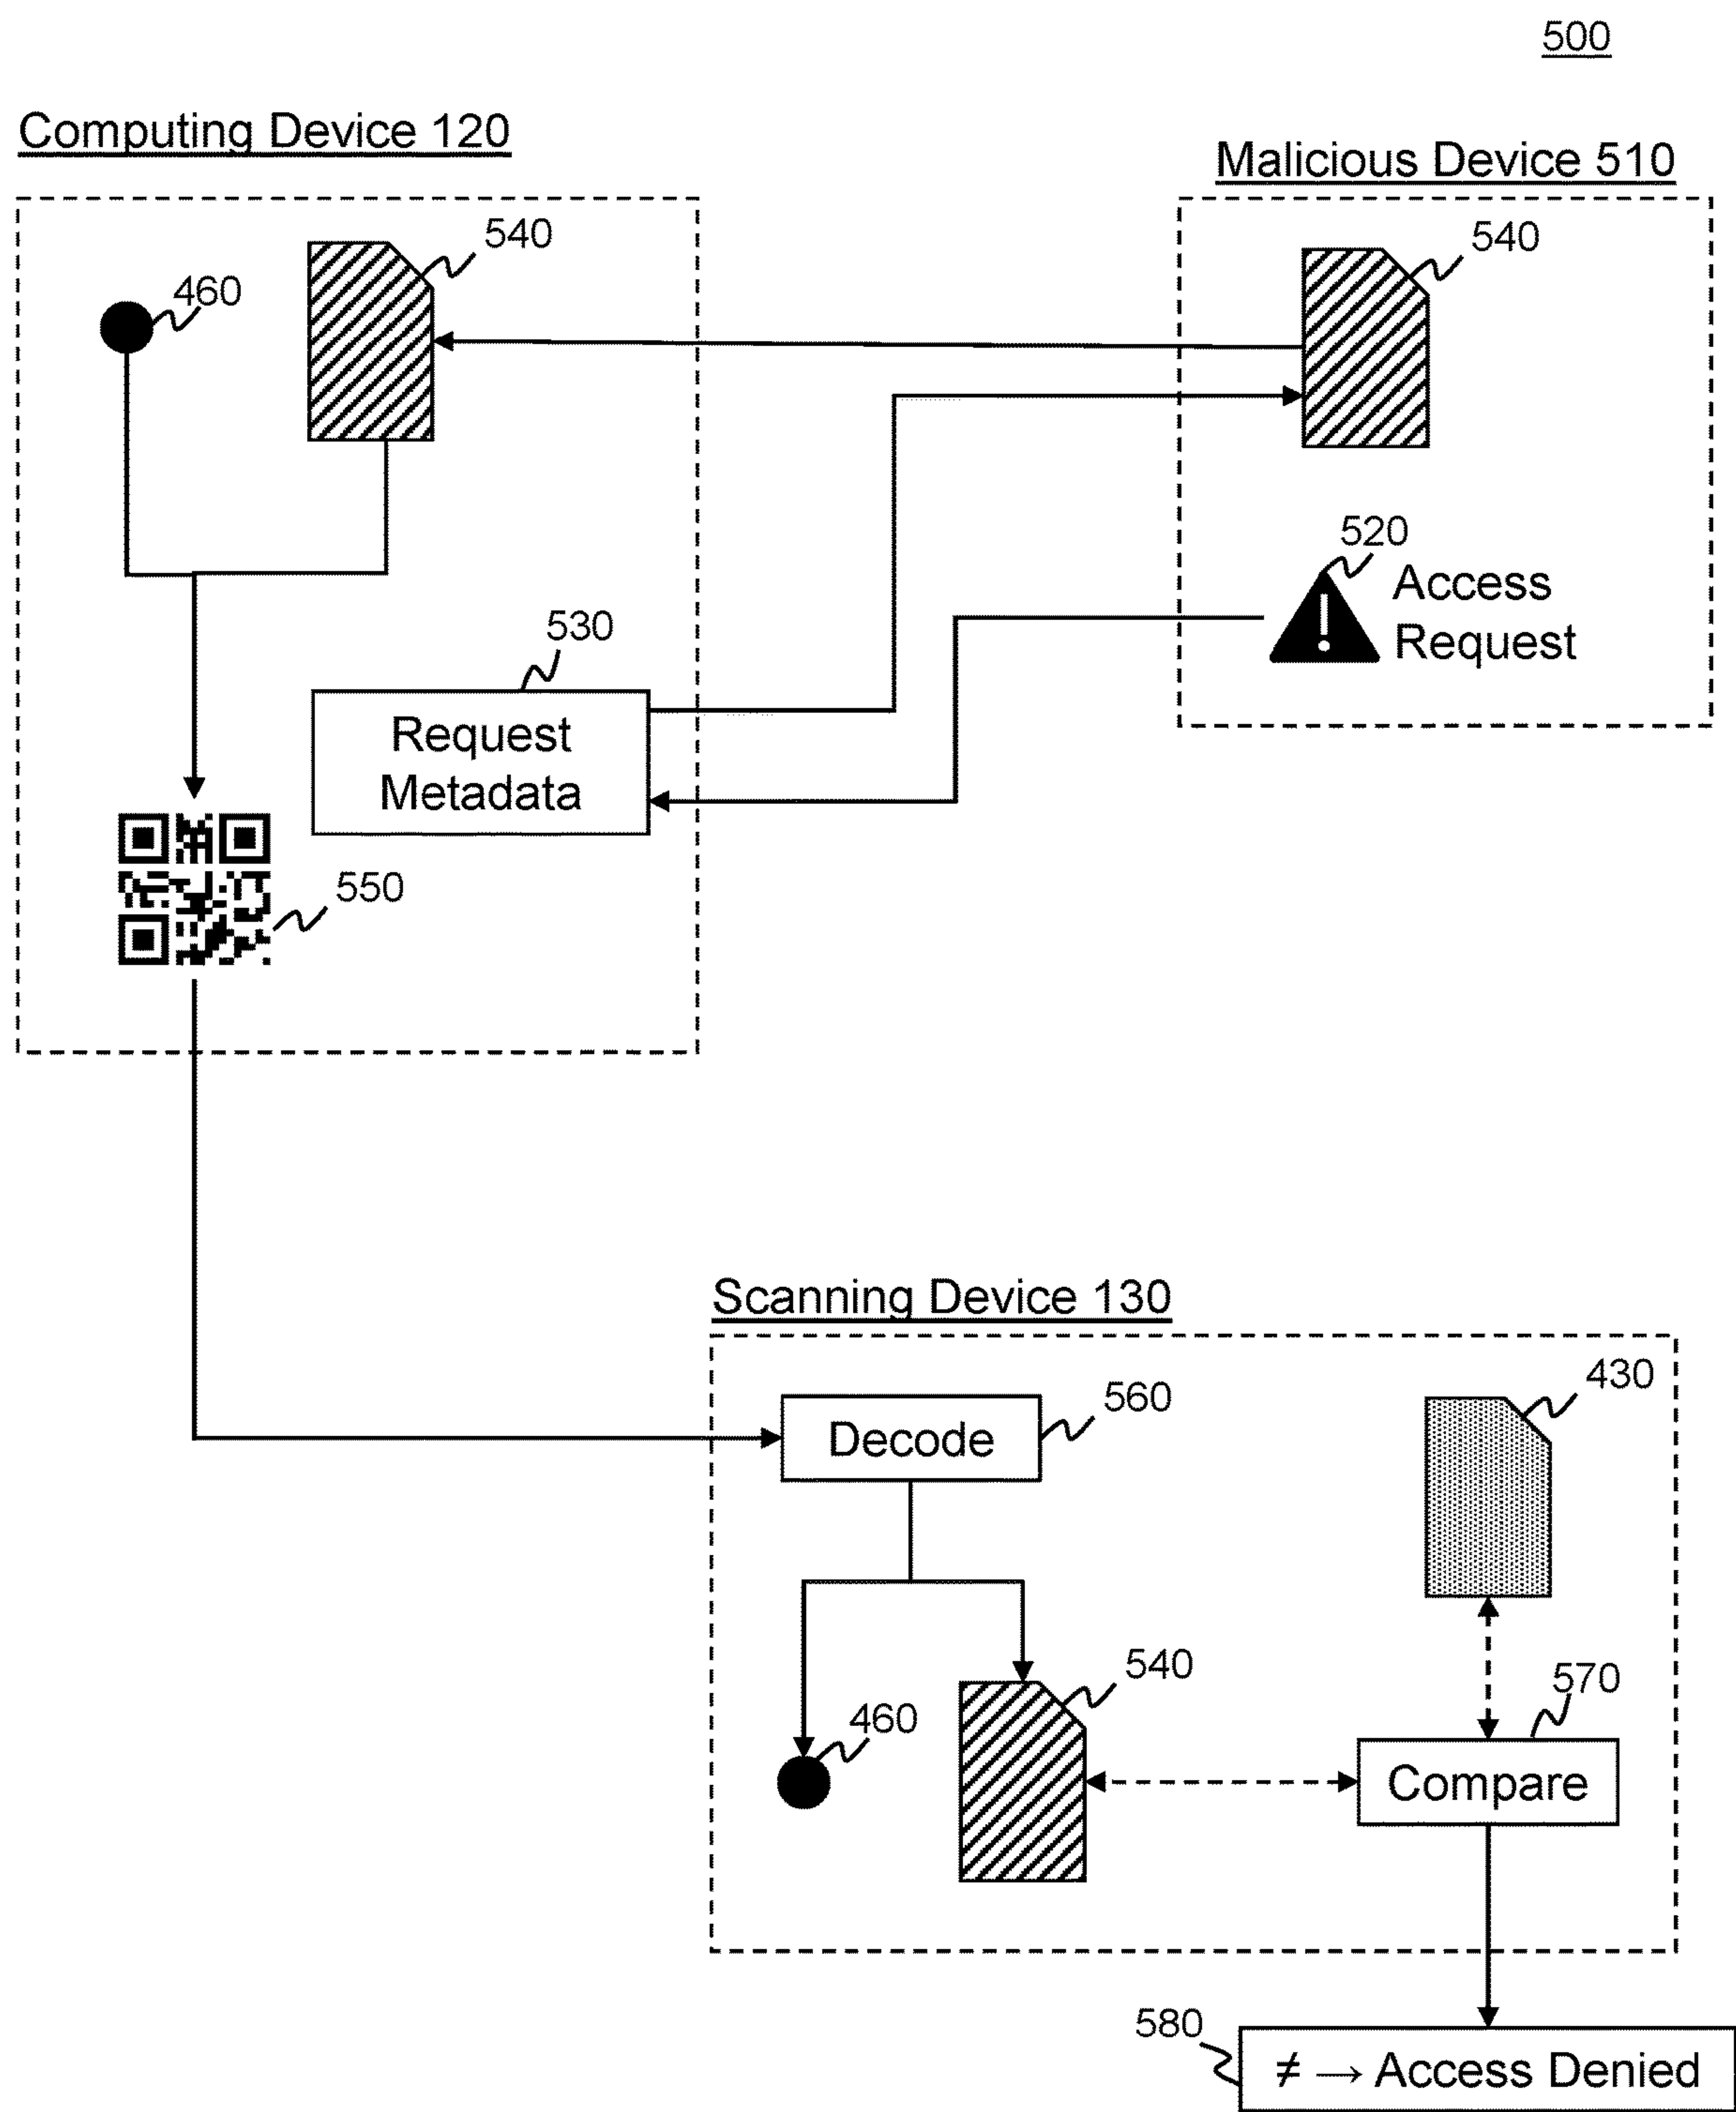 500
Computing Device 120
Malicious Device 510
540
540
460
520
Access
Request
530
Request
Metadata
550
Scanning Device 130
430
560
Decode
540
570
460
Compare
580
≠ → Access Denied